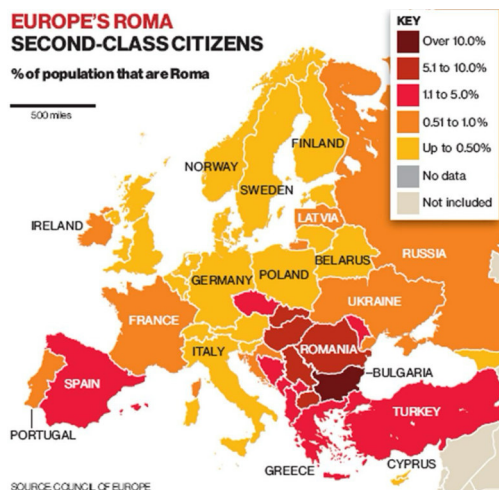 EUROPE'S ROMA
SECOND-CLASS CITIZENS
% of population that are Roma
500 miles
KEY
Over 10.0%
5.1 to 10.0%
1.1 to 5.0%
0.51 to 1.0%
Up to 0.50%
No data
Not included
FINLAND
NORWAY
SWEDEN
IRELAND
LATVIA
RUSSIA
BELARUS
GERMANY
POLAND
UKRAINE
FRANCE
ITALY
ROMANIA
BULGARIA
SPAIN
TURKEY
PORTUGAL
GREECE
CYPRUS
SOURCE: COUNCIL OF EUROPE